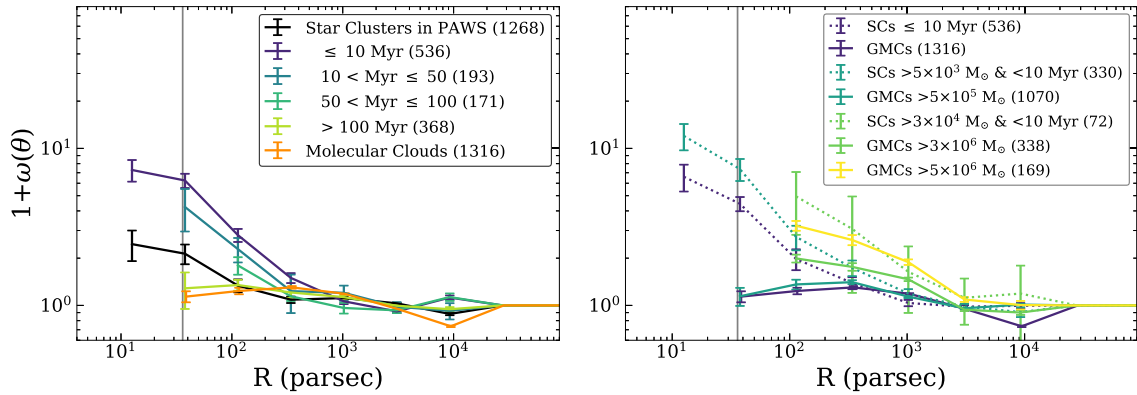 1+ω(θ)
10¹
10⁰
Star Clusters in PAWS (1268)
≤ 10 Myr (536)
10 < Myr ≤ 50 (193)
50 < Myr ≤ 100 (171)
> 100 Myr (368)
Molecular Clouds (1316)
10¹ 10² 10³ 10⁴
R (parsec)
10¹
10⁰
SCs ≤ 10 Myr (536)
GMCs (1316)
SCs >5×10³ M⊙ & <10 Myr (330)
GMCs >5×10⁵ M⊙ (1070)
SCs >3×10⁴ M⊙ & <10 Myr (72)
GMCs >3×10⁶ M⊙ (338)
GMCs >5×10⁶ M⊙ (169)
10¹ 10² 10³ 10⁴
R (parsec)